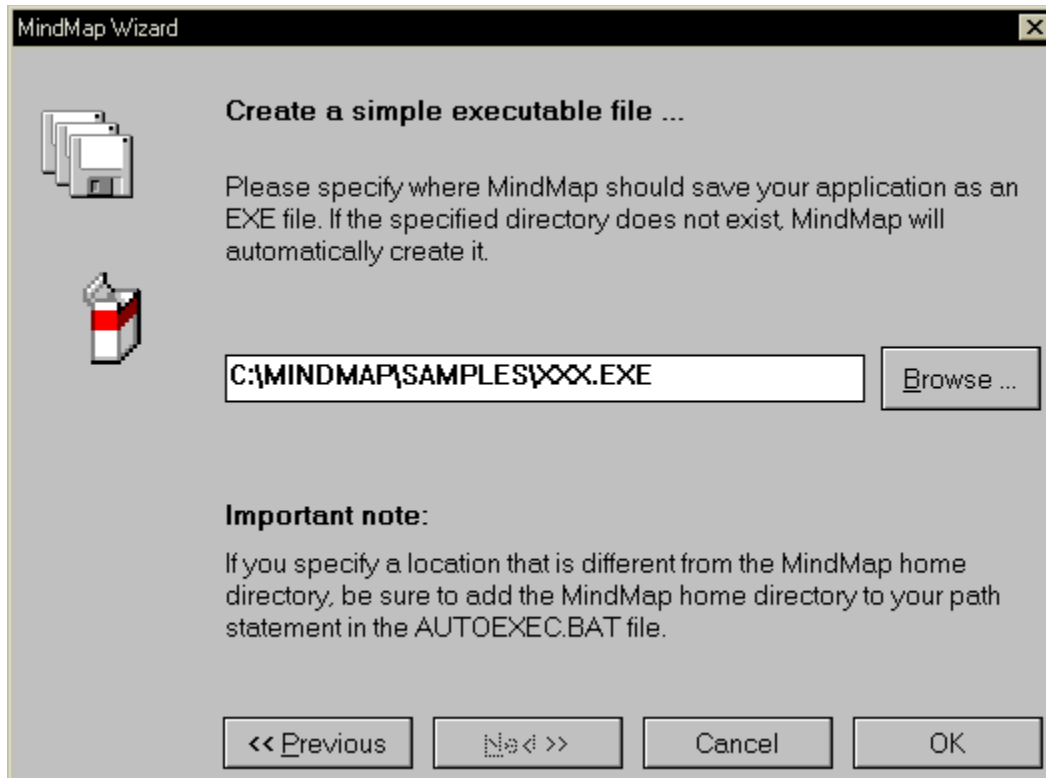 MindMap Wizard
Create a simple executable file ...
Please specify where MindMap should save your application as an
EXE file. If the specified directory does not exist, MindMap will
automatically create it.
C:\MINDMAP\SAMPLES\XXX.EXE
Browse ...
Important note:
If you specify a location that is different from the MindMap home
directory, be sure to add the MindMap home directory to your path
statement in the AUTOEXEC.BAT file.
<< Previous
Next >>
Cancel
OK